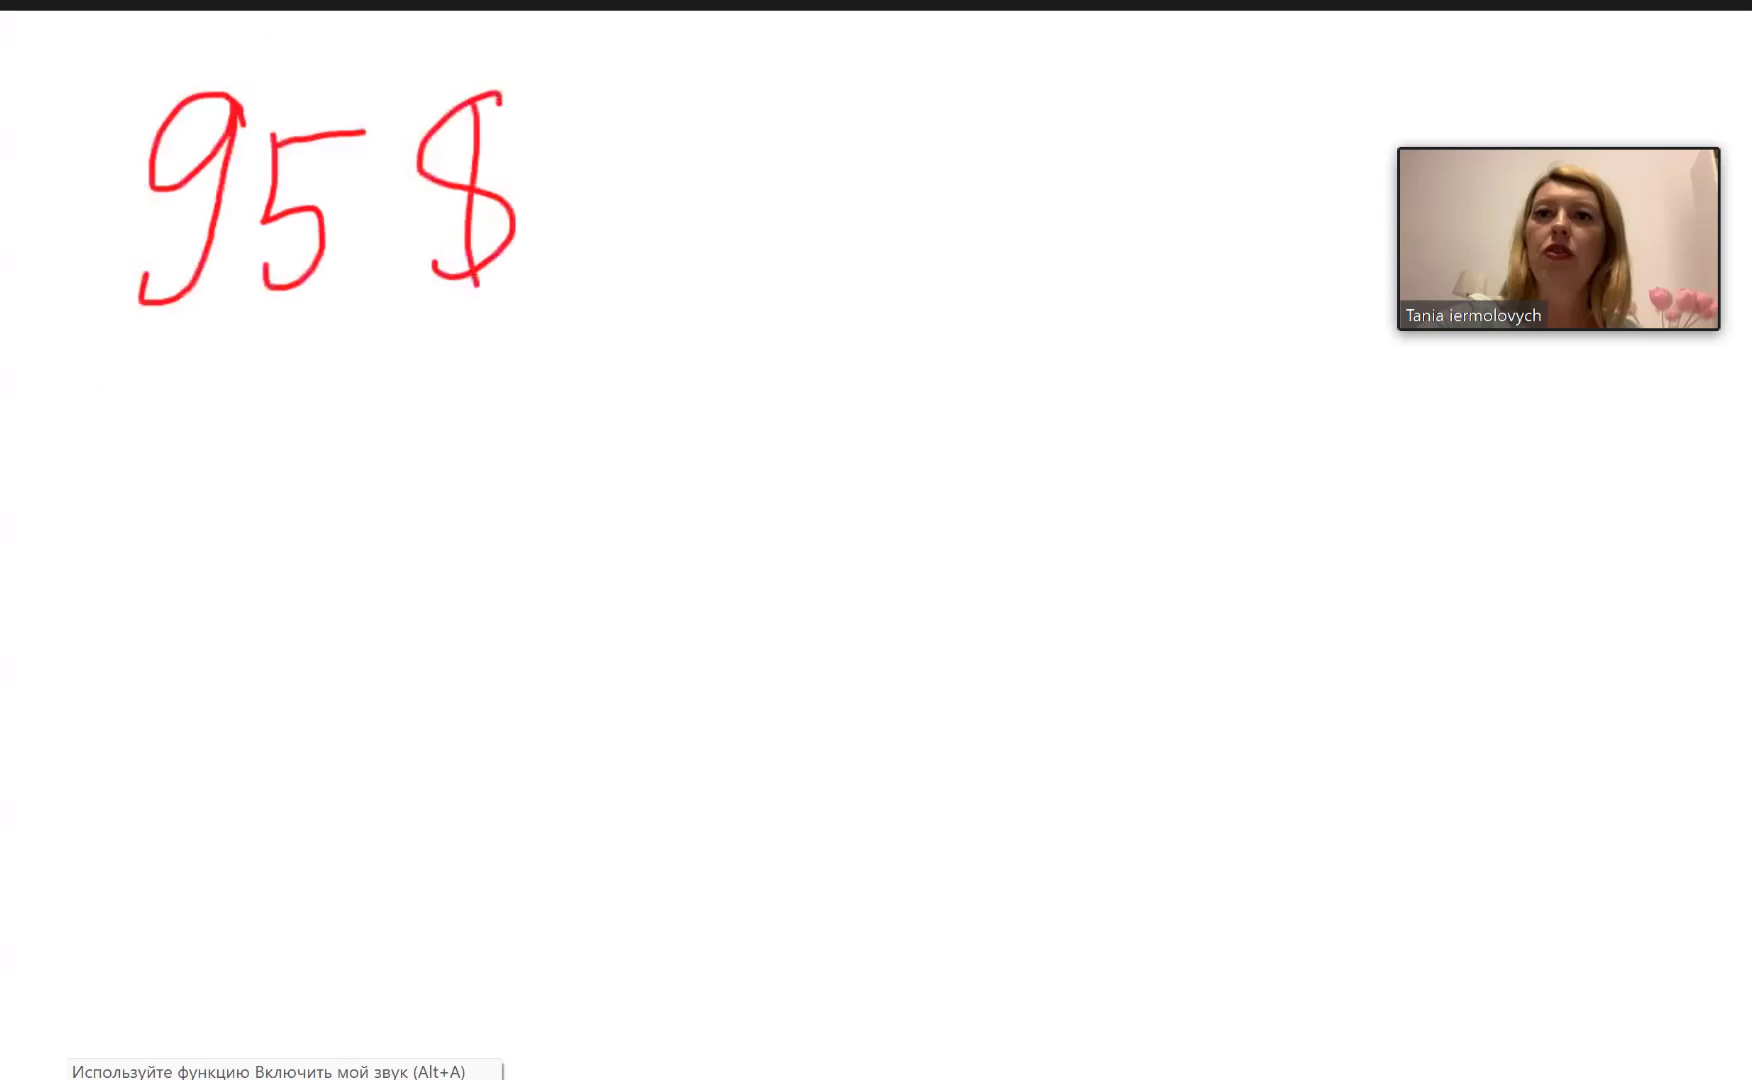 95 $
Tania iermolovych
Используйте функцию Включить мой звук (Alt+A)